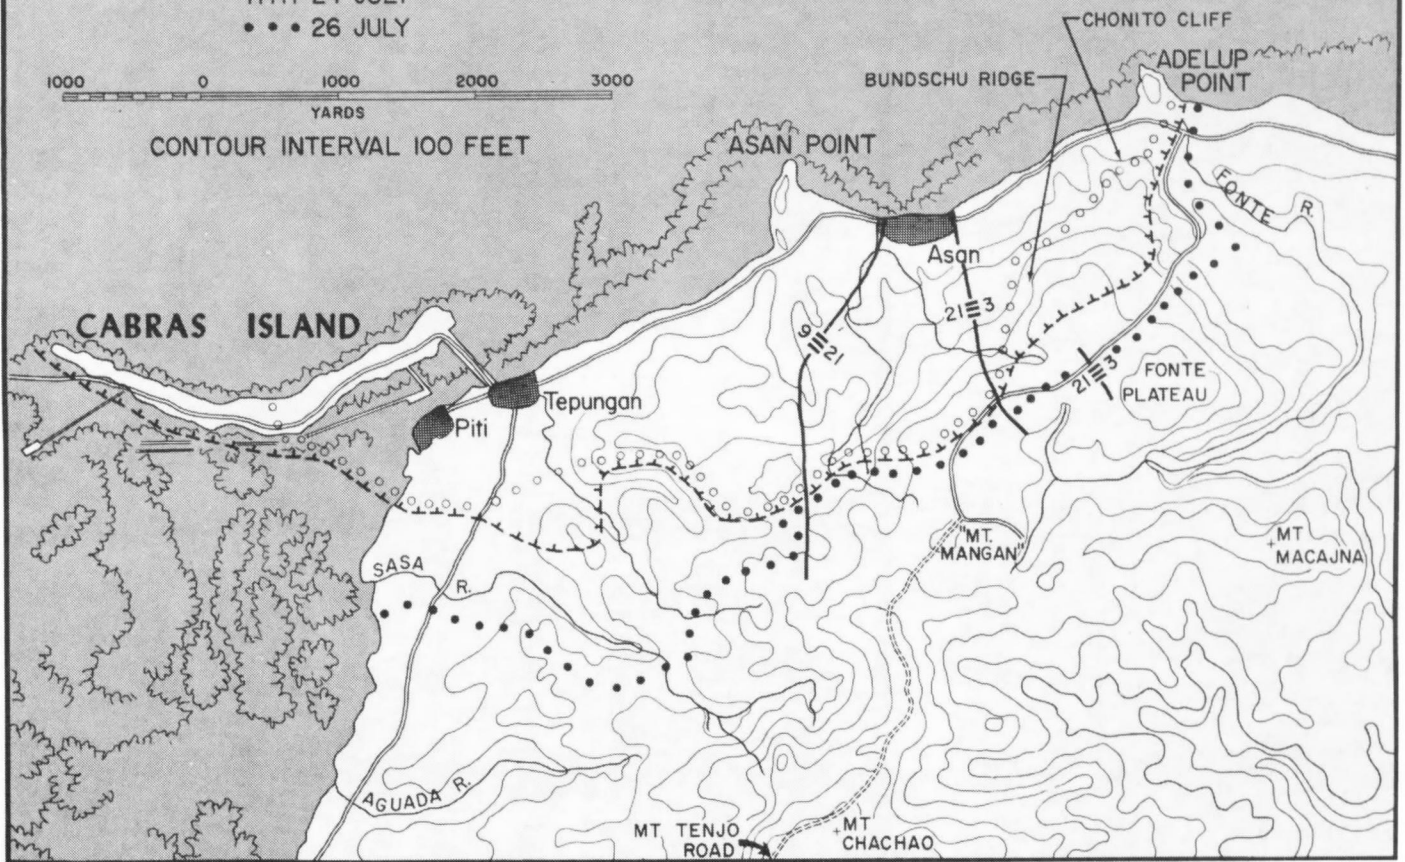 24 JULY
26 JULY
1000 0 1000 2000 3000
YARDS
CONTOUR INTERVAL 100 FEET
CHONITO CLIFF
BUNDSCHU RIDGE
ADELUP
POINT
ASAN POINT
FONTE R.
Asan
21 3
9 21
CABRAS ISLAND
21 3
FONTE
PLATEAU
Tepungan
Piti
SASA R.
"MT.
MANGAN"
MT
MACAJNA
AGUADA R.
MT TENJO
ROAD
MT
CHACHAO